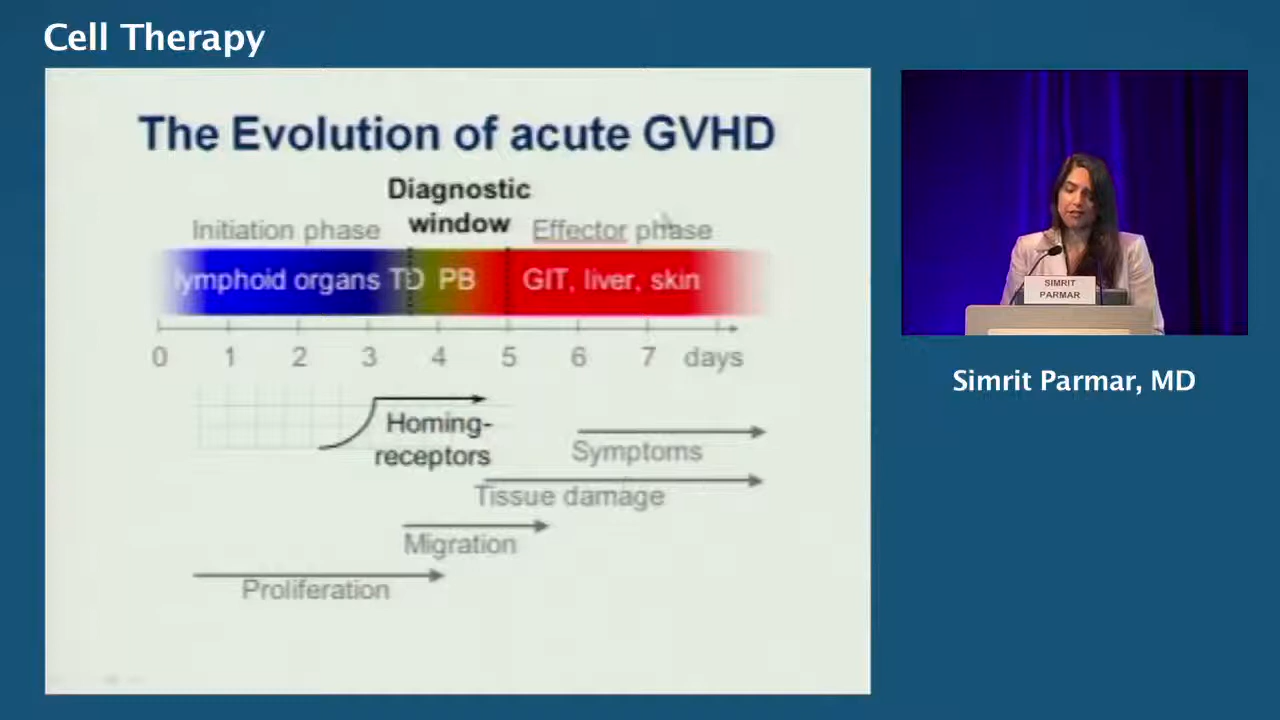 Cell Therapy
The Evolution of acute GVHD
Diagnostic
window
Initiation phase
Effector phase
lymphoid organs TD PB GIT, liver, skin
0 1 2 3 4 5 6 7 days
Homing-
receptors
Symptoms
Tissue damage
Migration
Proliferation
SIMRIT
PARMAR
Simrit Parmar, MD